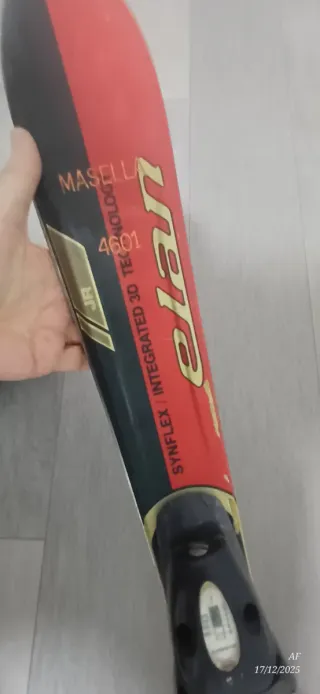 MASELLA
4601
elan
JR
SYNFLEX / INTEGRATED 3D TECHNOLOGY
AF
17/12/2025